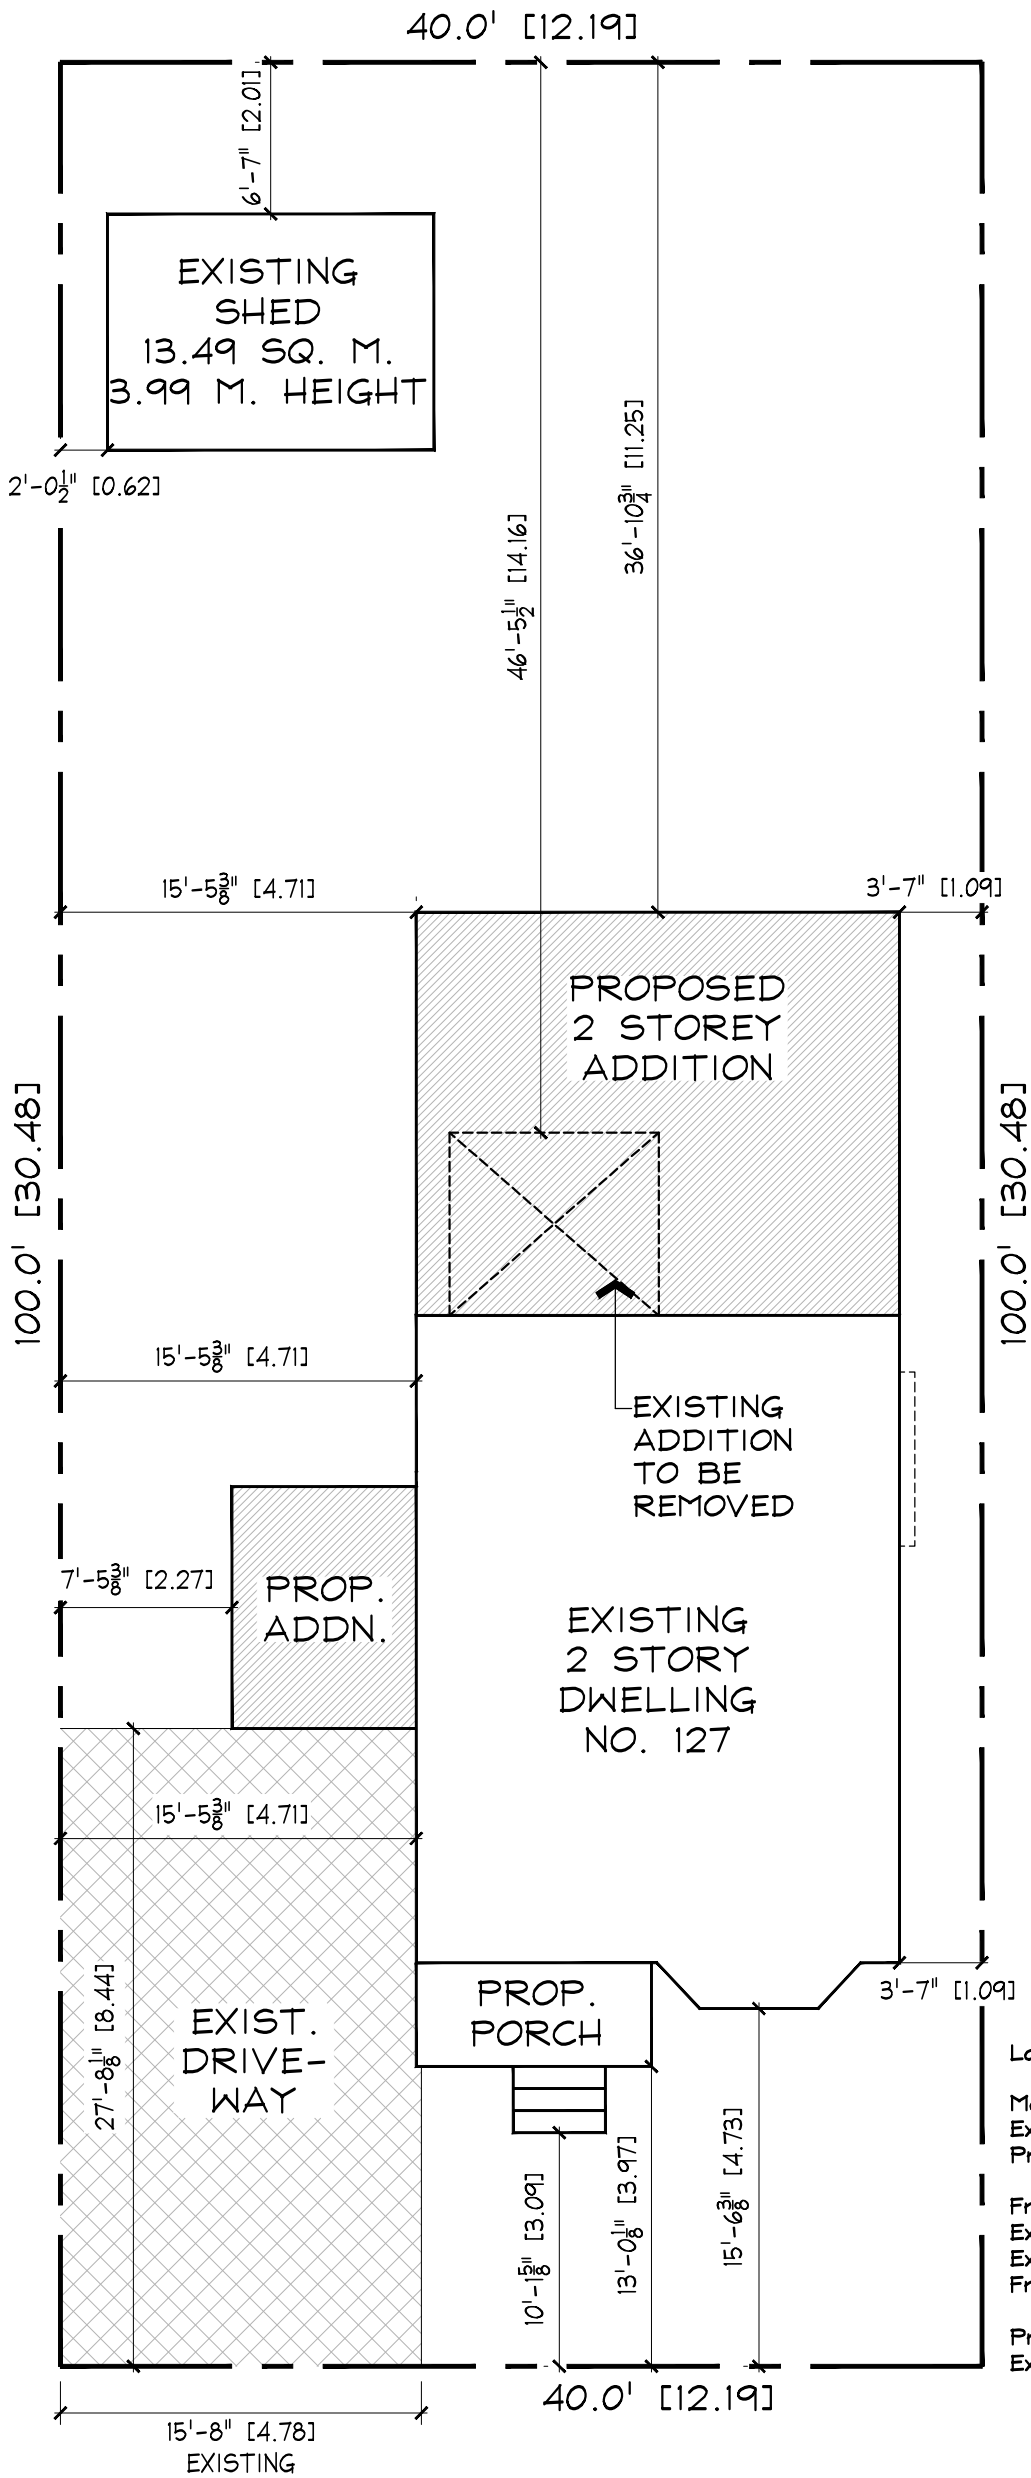 40.0' [12.19]
6'-7" [2.01]
EXISTING
SHED
13.49 SQ. M.
3.99 M. HEIGHT
2'-0½" [0.62]
46'-5½" [14.16]
36'-10¾" [11.25]
15'-5⅜" [4.71]
3'-7" [1.09]
PROPOSED
2 STOREY
ADDITION
100.0' [30.48]
100.0' [30.48]
15'-5⅜" [4.71]
EXISTING
ADDITION
TO BE
REMOVED
7'-5⅜" [2.27]
PROP.
ADDN.
EXISTING
2 STORY
DWELLING
NO. 127
15'-5⅜" [4.71]
3'-7" [1.09]
PROP.
PORCH
EXIST.
DRIVE-
WAY
27'-8⅛" [8.44]
10'-1⅝" [3.09]
13'-0⅛" [3.97]
15'-6⅜" [4.73]
40.0' [12.19]
15'-8" [4.78]
EXISTING